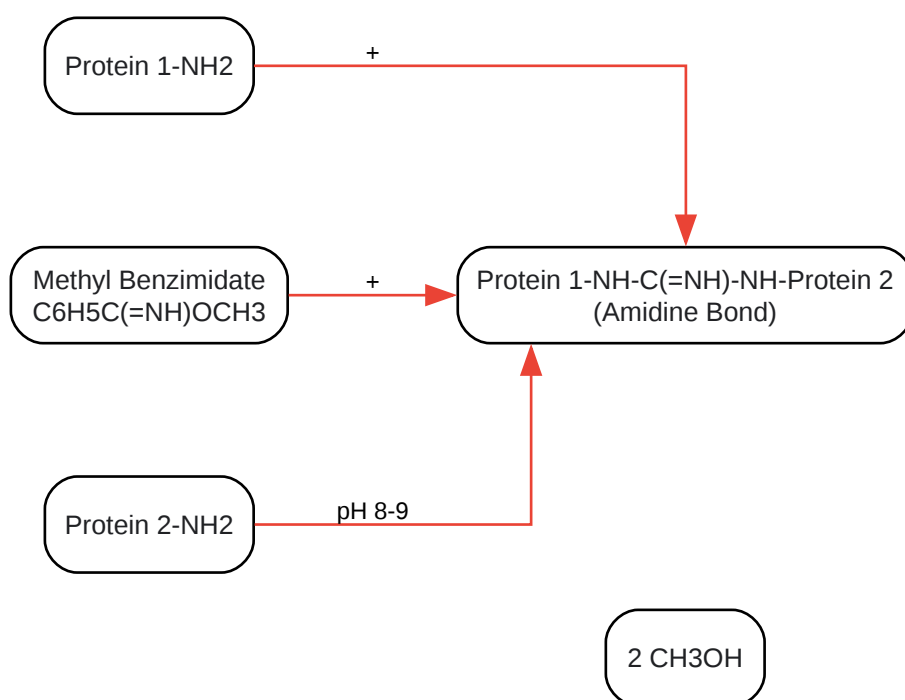 Protein 1-NH2
+
Methyl Benzimidate
C6H5C(=NH)OCH3
+
Protein 1-NH-C(=NH)-NH-Protein 2
(Amidine Bond)
Protein 2-NH2
pH 8-9
2 CH3OH